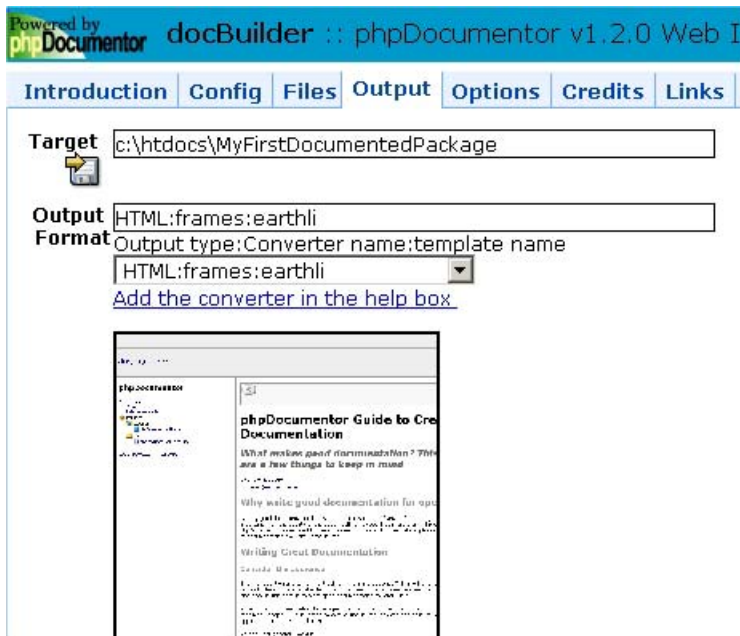 Powered by
phpDocumentor docBuilder :: phpDocumentor v1.2.0 Web
Introduction Config Files Output Options Credits Links
Target c:\htdocs\MyFirstDocumentedPackage
Output HTML:frames:earthli
Format Output type:Converter name:template name
HTML:frames:earthli
Add the converter in the help box
phpDocumentor
phpDocumentor Guide to
Documentation
What makes good documentation?
are a few things to keep in mind
Why write good documentation for
Writing Great Documentation